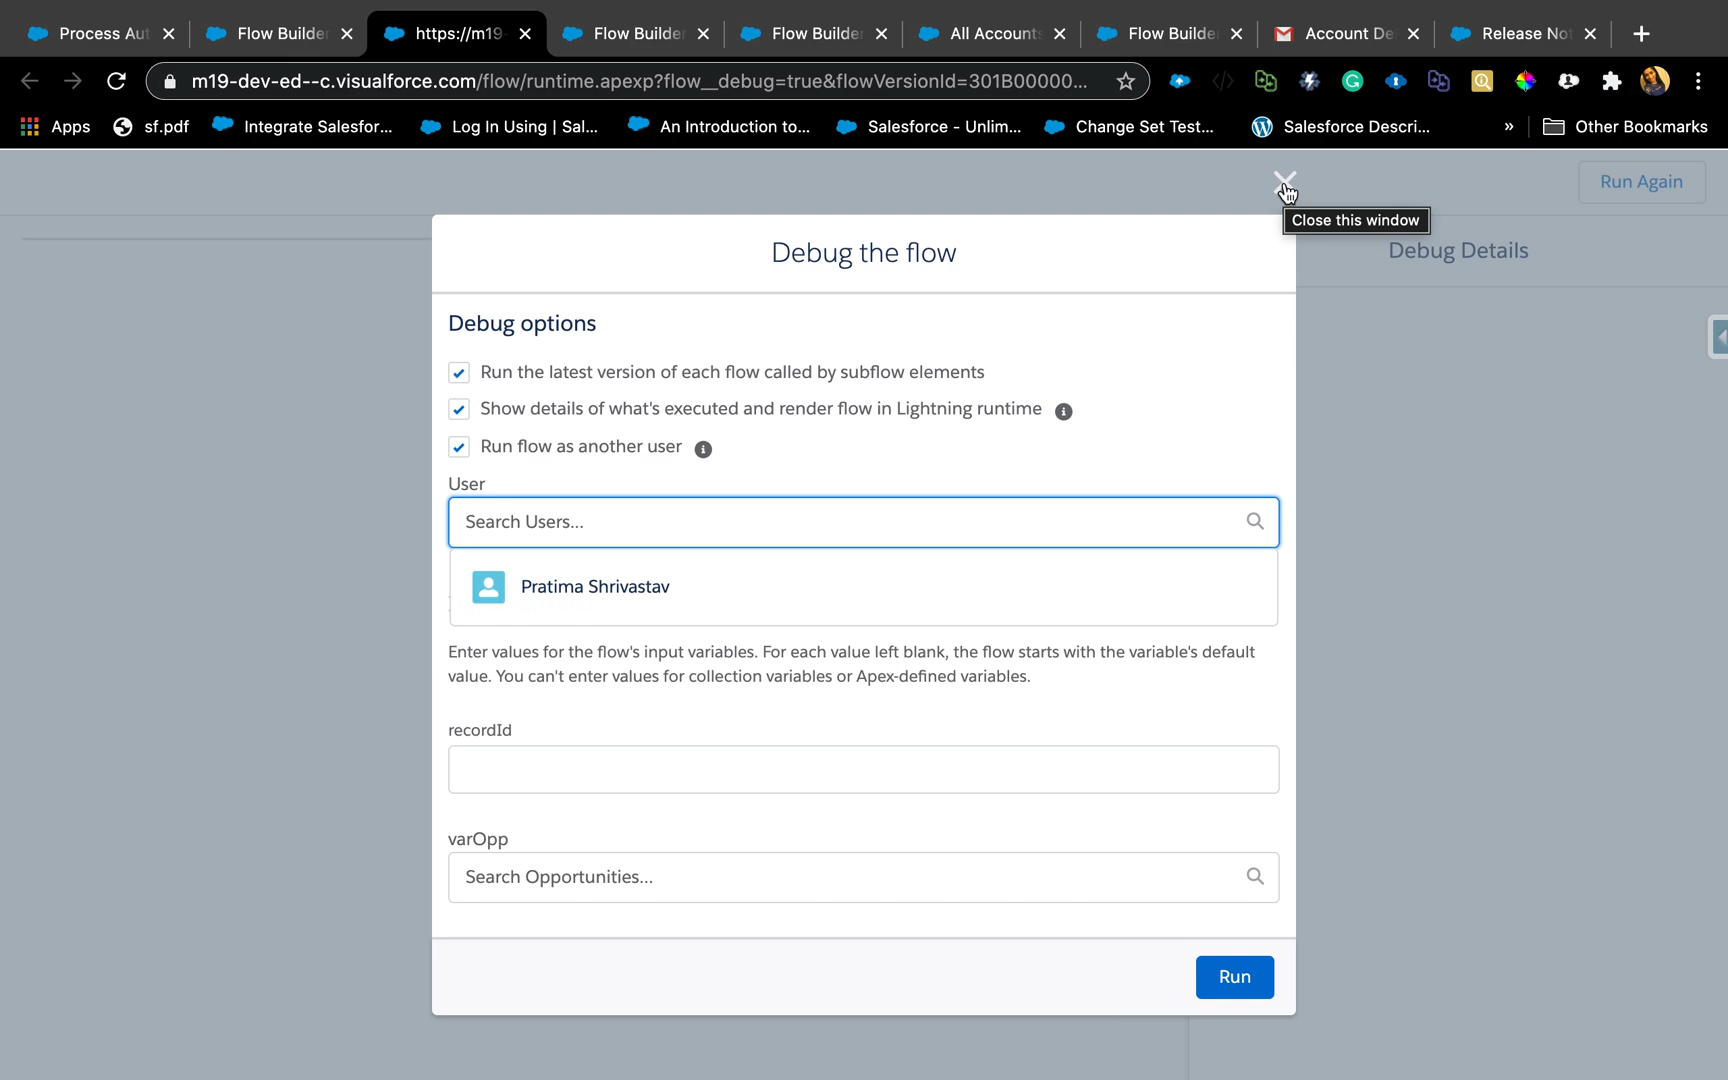 Process Aut
Flow Builder
https://m19-
Flow Builder
Flow Builder
All Accounts
Flow Builder
Account De
Release Not
m19-dev-ed--c.visualforce.com/flow/runtime.apexp?flow__debug=true&flowVersionId=301B00000...
Apps
sf.pdf
Integrate Salesfor...
Log In Using | Sal...
An Introduction to...
Salesforce - Unlim...
Change Set Test...
Salesforce Descri...
»
Other Bookmarks
Run Again
Close this window
Debug the flow
Debug Details
Debug options
Run the latest version of each flow called by subflow elements
Show details of what's executed and render flow in Lightning runtime
Run flow as another user
User
Search Users...
Pratima Shrivastav
Enter values for the flow's input variables. For each value left blank, the flow starts with the variable's default
value. You can't enter values for collection variables or Apex-defined variables.
recordId
varOpp
Search Opportunities...
Run